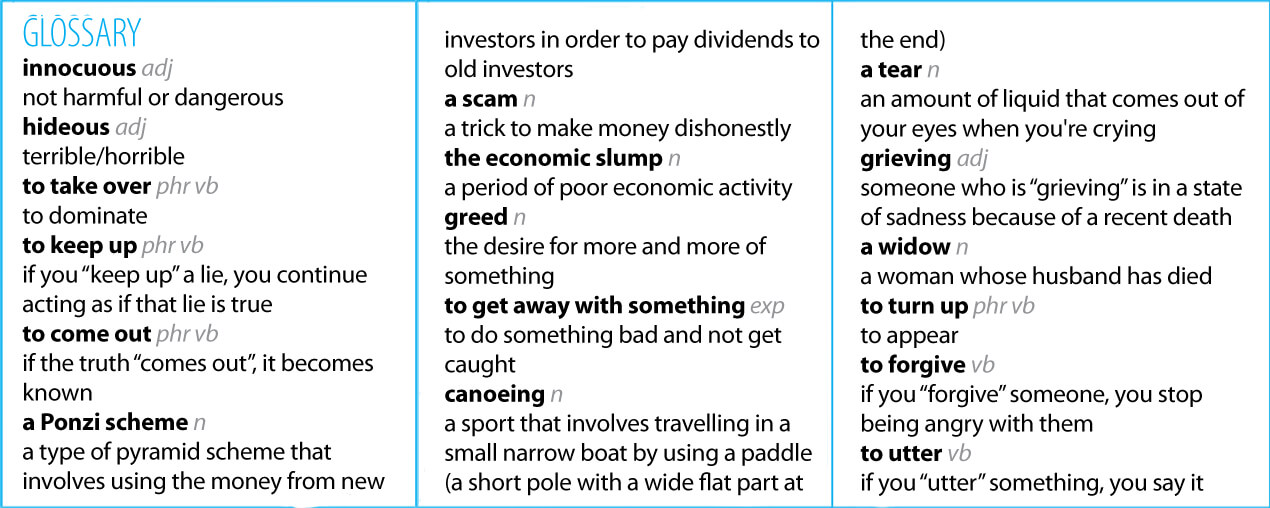 GLOSSARY
innocuous adj
not harmful or dangerous
hideous adj
terrible/horrible
to take over phr vb
to dominate
to keep up phr vb
if you “keep up” a lie, you continue
acting as if that lie is true
to come out phr vb
if the truth “comes out”, it becomes
known
a Ponzi scheme n
a type of pyramid scheme that
involves using the money from new
investors in order to pay dividends to
old investors
a scam n
a trick to make money dishonestly
the economic slump n
a period of poor economic activity
greed n
the desire for more and more of
something
to get away with something exp
to do something bad and not get
caught
canoeing n
a sport that involves travelling in a
small narrow boat by using a paddle
(a short pole with a wide flat part at
the end)
a tear n
an amount of liquid that comes out of
your eyes when you're crying
grieving adj
someone who is “grieving” is in a state
of sadness because of a recent death
a widow n
a woman whose husband has died
to turn up phr vb
to appear
to forgive vb
if you “forgive” someone, you stop
being angry with them
to utter vb
if you “utter” something, you say it